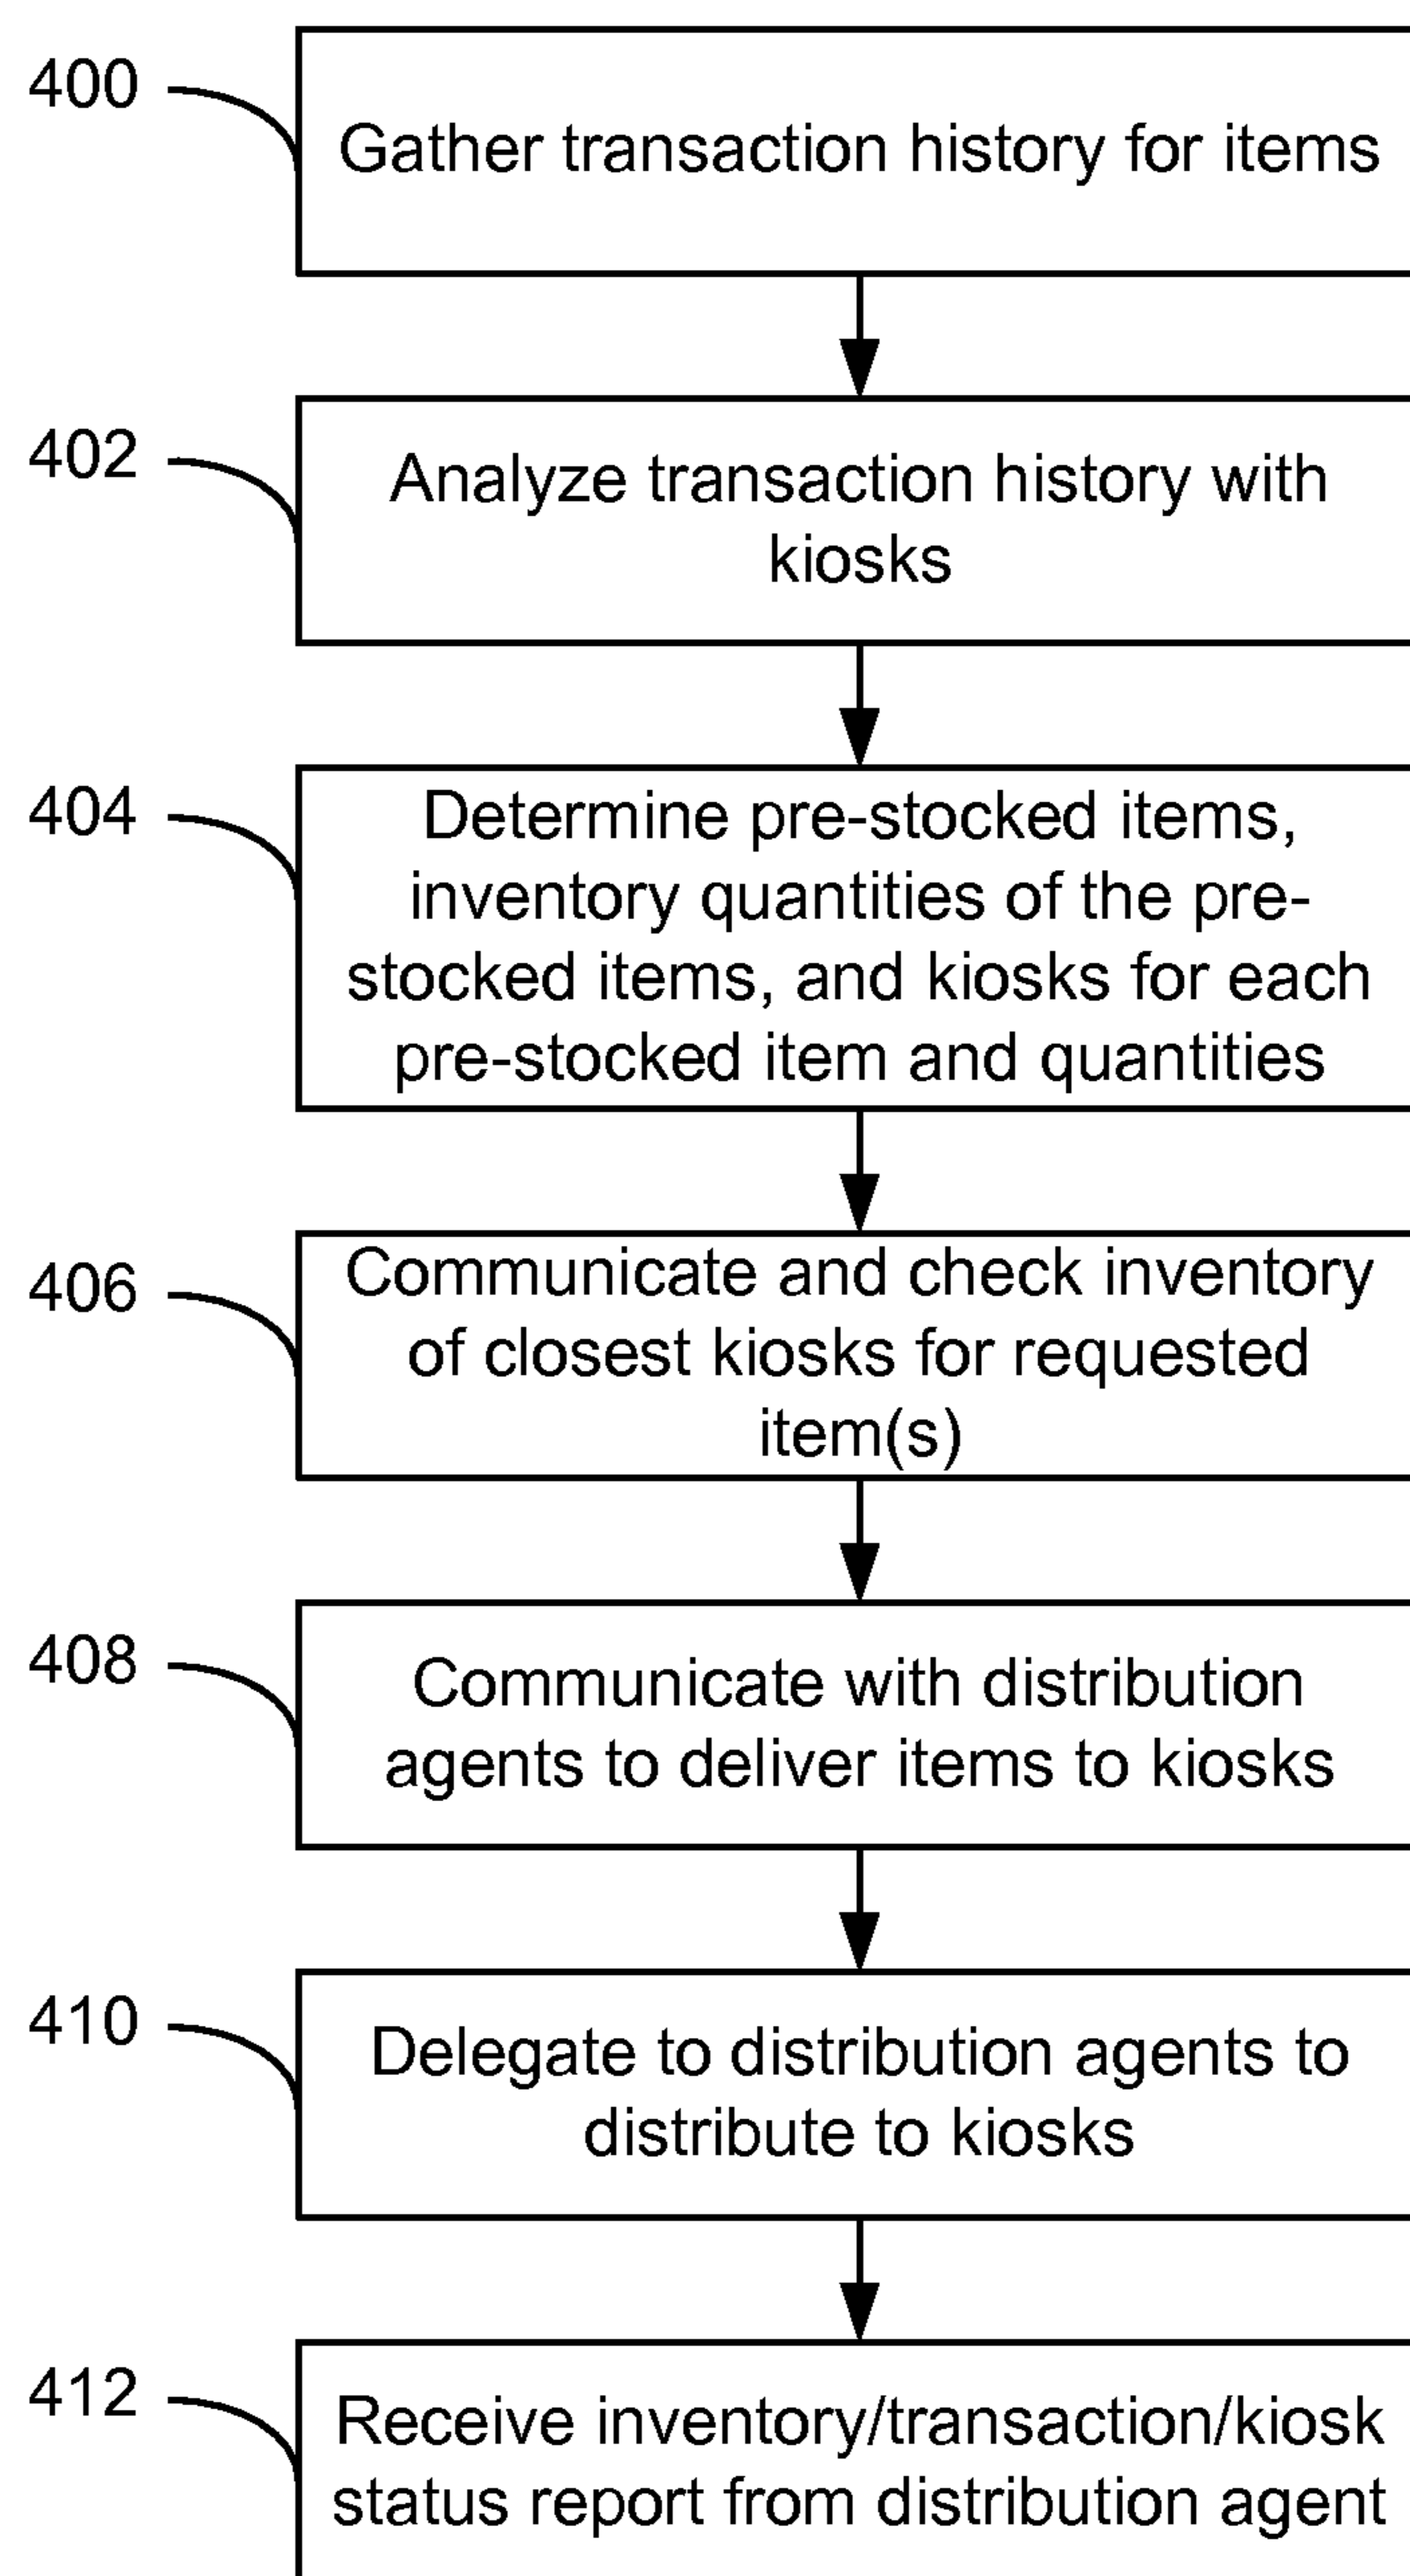 400
Gather transaction history for items
402
Analyze transaction history with
kiosks
404
Determine pre-stocked items,
inventory quantities of the pre-
stocked items, and kiosks for each
pre-stocked item and quantities
406
Communicate and check inventory
of closest kiosks for requested
item(s)
408
Communicate with distribution
agents to deliver items to kiosks
410
Delegate to distribution agents to
distribute to kiosks
412
Receive inventory/transaction/kiosk
status report from distribution agent